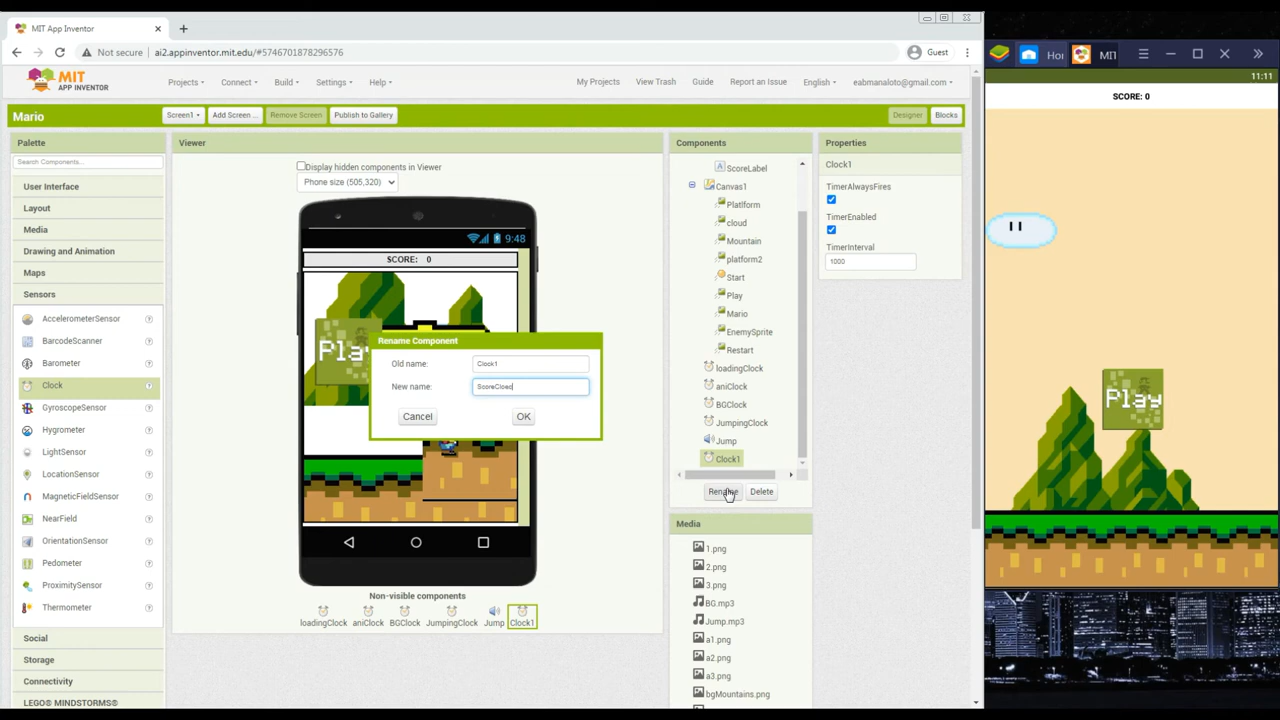 MIT App Inventor
Not secure ai2.appinventor.mit.edu/#5746701878296576
Guest
MIT
APP INVENTOR
Projects
Connect
Build
Settings
Help
My Projects
View Trash
Guide
Report an Issue
English
eabmanaloto@gmail.com
Mario
Screen1
Add Screen ...
Remove Screen
Publish to Gallery
Designer
Blocks
Palette
Search Components...
User Interface
Layout
Media
Drawing and Animation
Maps
Sensors
AccelerometerSensor
BarcodeScanner
Barometer
Clock
GyroscopeSensor
Hygrometer
LightSensor
LocationSensor
MagneticFieldSensor
NearField
OrientationSensor
Pedometer
ProximitySensor
Thermometer
Social
Storage
Connectivity
LEGO® MINDSTORMS®
Viewer
Display hidden components in Viewer
Phone size (505,320)
9:48
SCORE: 0
Play
Rename Component
Old name: Clock1
New name: ScoreCloec
Cancel
OK
Non-visible components
loadingClock
aniClock
BGClock
JumpingClock
Jump
Clock1
Components
ScoreLabel
Canvas1
Platlform
cloud
Mountain
platform2
Start
Play
Mario
EnemySprite
Restart
loadingClock
aniClock
BGClock
JumpingClock
Jump
Clock1
Rename
Delete
Media
1.png
2.png
3.png
BG.mp3
Jump.mp3
a1.png
a2.png
a3.png
bgMountains.png
Properties
Clock1
TimerAlwaysFires
TimerEnabled
TimerInterval
1000
Hor
MIT
11:11
SCORE: 0
Play